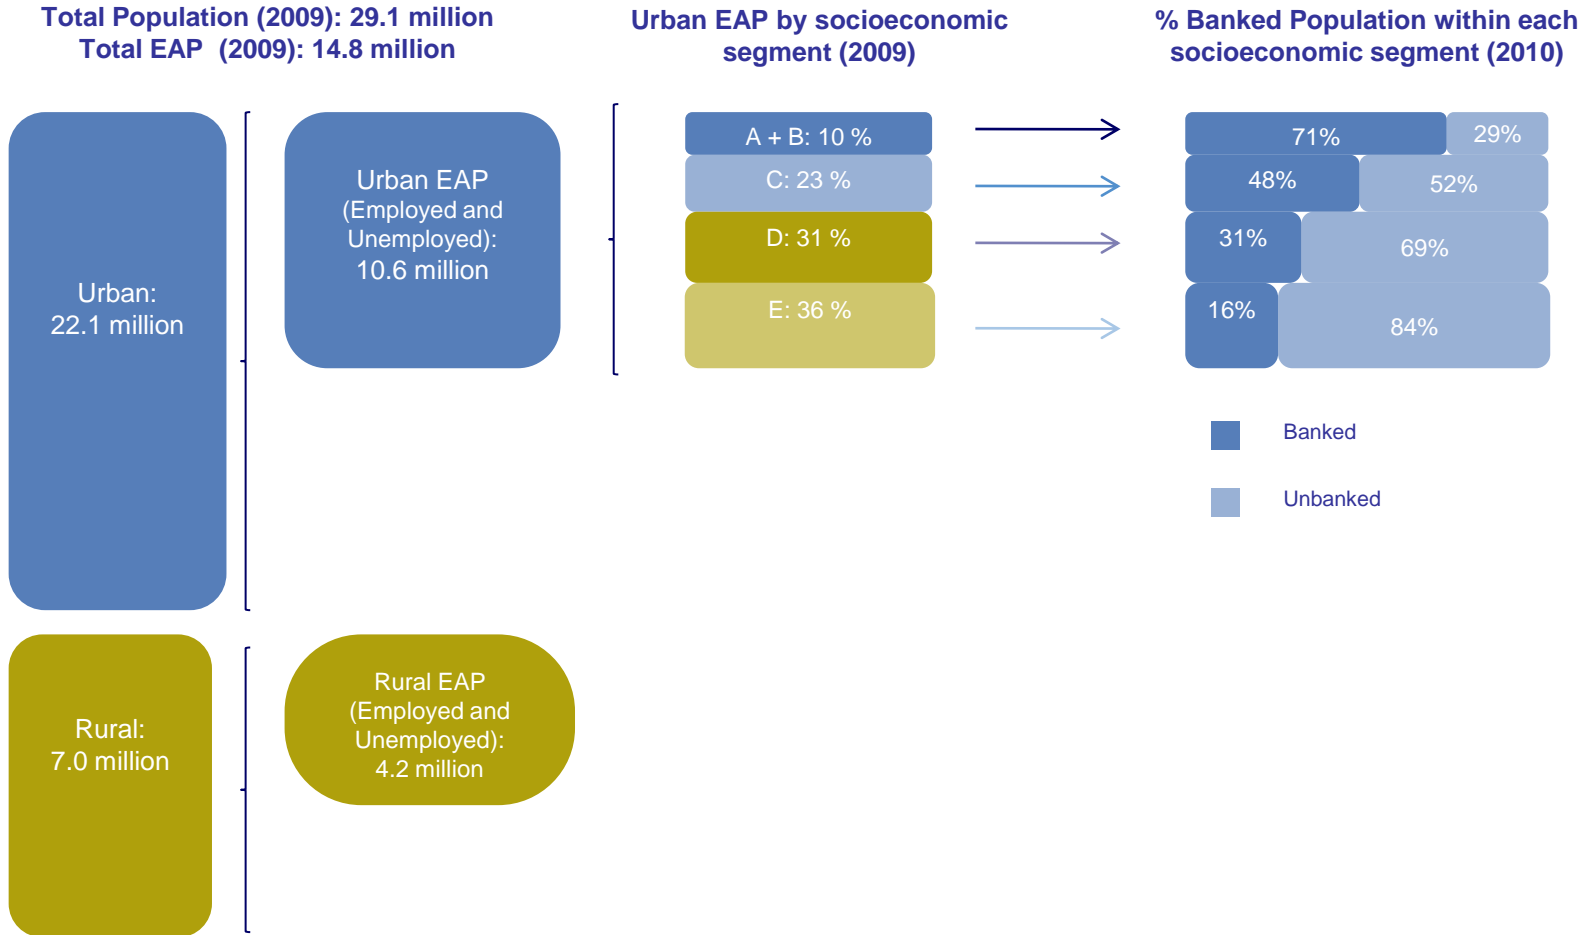 Total Population (2009): 29.1 million
Total EAP (2009): 14.8 million
Urban EAP by socioeconomic
segment (2009)
% Banked Population within each
socioeconomic segment (2010)
Urban:
22.1 million
Urban EAP
(Employed and
Unemployed):
10.6 million
A + B: 10 %
C: 23 %
D: 31 %
E: 36 %
71%
29%
48%
52%
31%
69%
16%
84%
Banked
Unbanked
Rural:
7.0 million
Rural EAP
(Employed and
Unemployed):
4.2 million